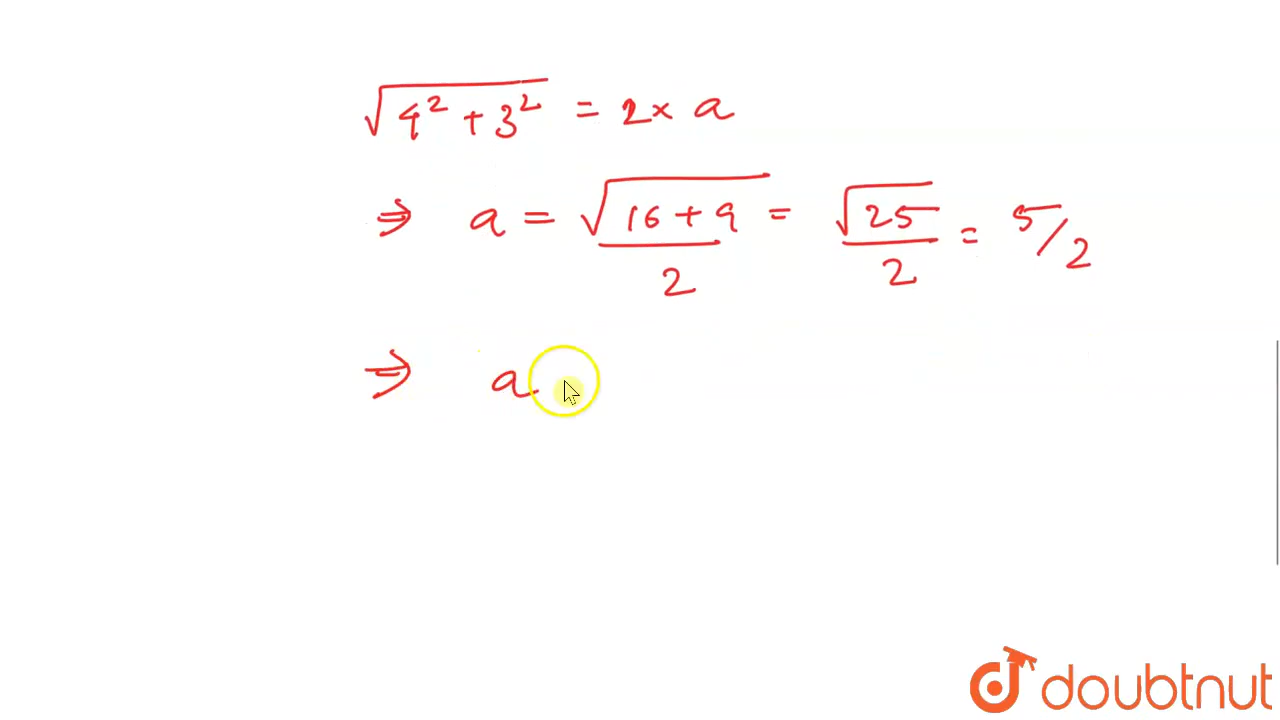 √(4² + 3²) = 2 × a
⇒ a = √(16 + 9) / 2 = √25 / 2 = 5/2
⇒ a
doubtnut